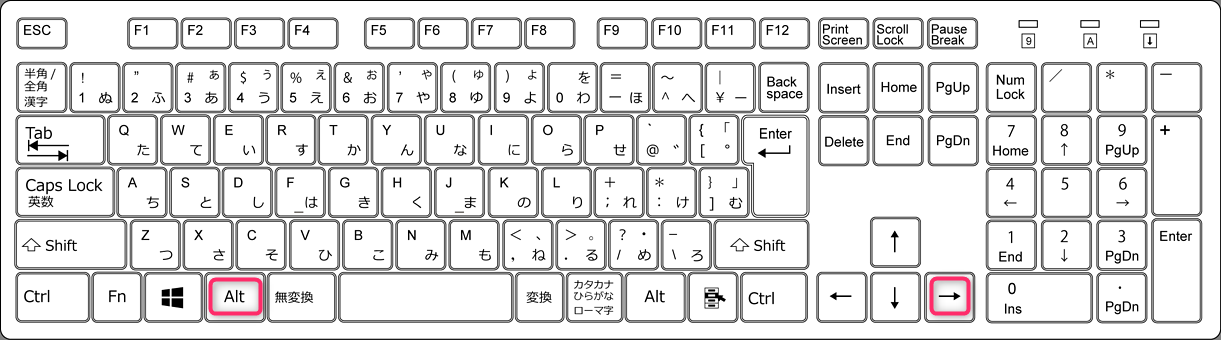 ESC F1 F2 F3 F4 F5 F6 F7 F8 F9 F10 F11 F12 Print Screen Scroll Lock Pause Break 9 A ⬇
半角/全角 漢字 ! 1 ぬ ” 2 ふ # ぁ 3 あ $ ぅ 4 う % ぇ 5 え & ぉ 6 お ’ ゃ 7 や ( ゅ 8 ゆ ) ょ 9 よ を 0 わ = - ほ ~ ^ へ | ¥ ー Back space Insert Home PgUp Num Lock / * -
Tab Q た W て E い R す T か Y ん U な I に O ら P せ ` @ ゛ { 「 [ ゜ Enter Delete End PgDn 7 Home 8 ↑ 9 PgUp +
Caps Lock 英数 A ち S と D し F _は G き H く J _ま K の L り + ; れ * : け } 」 ] む 4 ← 5 6 →
Shift Z つ X さ C そ V ひ B こ N み M も < 、 , ね > 。 . る ? ・ / め _ \ ろ Shift ↑ 1 End 2 ↓ 3 PgDn Enter
Ctrl Fn Alt 無変換 変換 カタカナ ひらがな ローマ字 Alt Ctrl ← ↓ → 0 Ins . PgDn